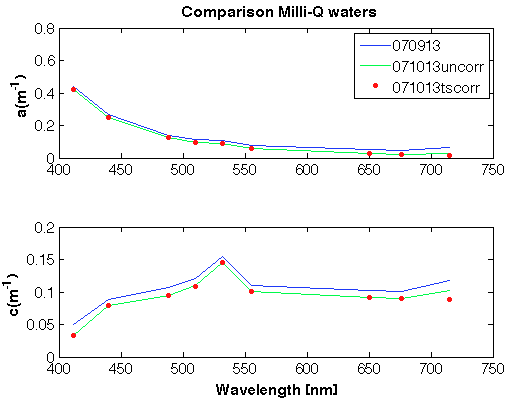 Comparison Milli-Q waters
0.8
0.6
0.4
0.2
0
a(m-1)
070913
071013uncorr
071013tscorr
400 450 500 550 600 650 700 750
0.2
0.15
0.1
0.05
0
c(m-1)
400 450 500 550 600 650 700 750
Wavelength [nm]